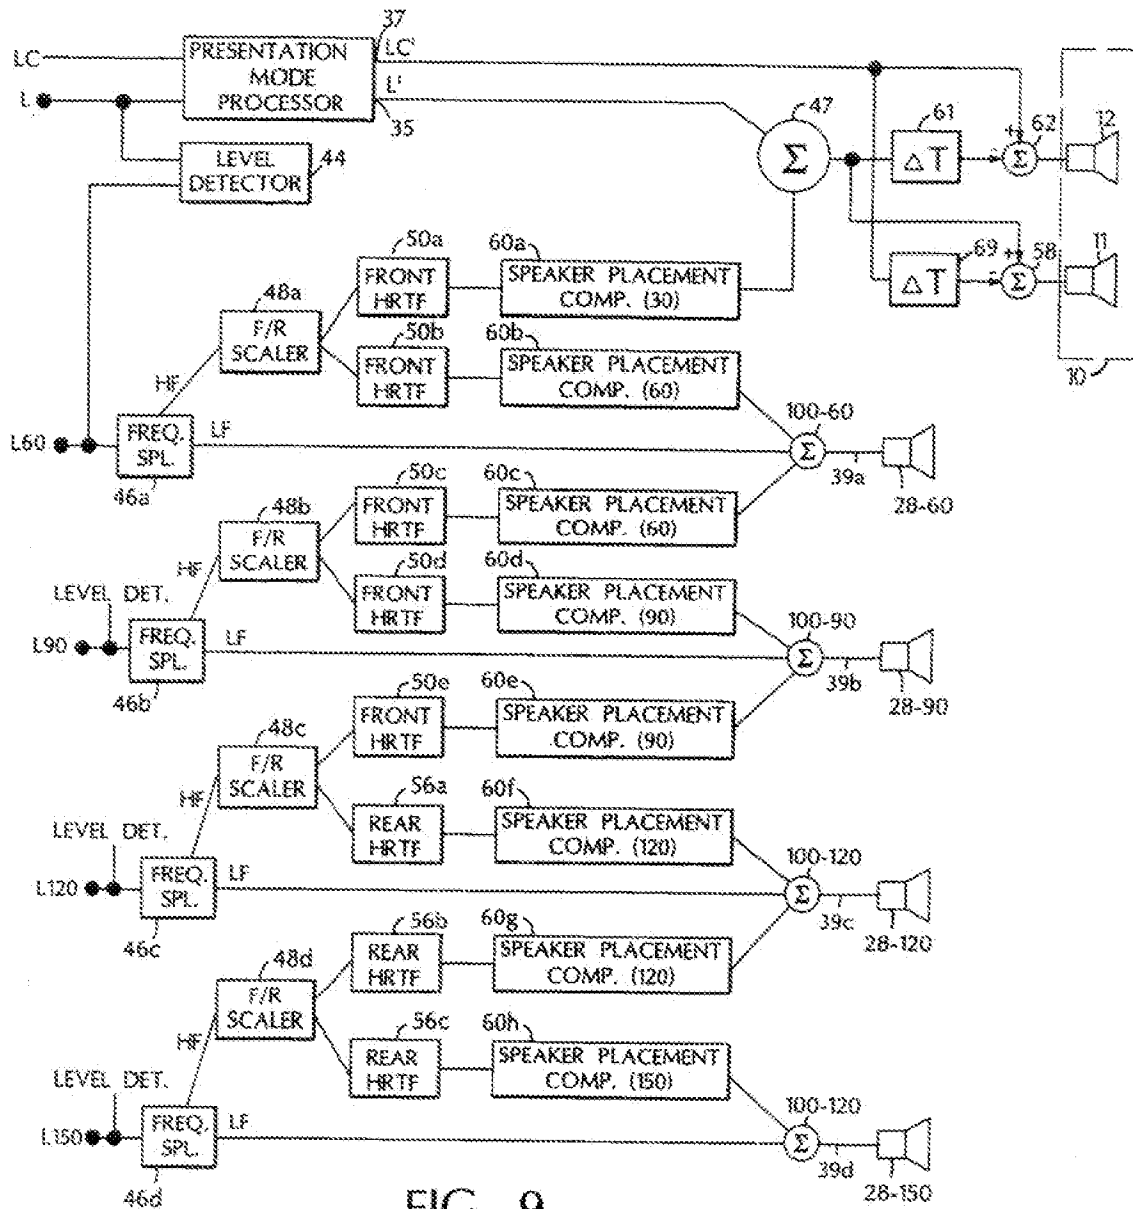 37
LC
PRESENTATION
MODE
PROCESSOR
LC'
L
L'
35
47
Σ
61
ΔT
+
-
62
Σ
12
LEVEL
DETECTOR
44
69
ΔT
+
-
58
Σ
11
10
50a
FRONT
HRTF
60a
SPEAKER PLACEMENT
COMP. (30)
48a
F/R
SCALER
50b
FRONT
HRTF
60b
SPEAKER PLACEMENT
COMP. (60)
HF
L60
FREQ.
SPL.
LF
46a
100-60
Σ
39a
28-60
50c
FRONT
HRTF
60c
SPEAKER PLACEMENT
COMP. (60)
48b
F/R
SCALER
50d
FRONT
HRTF
60d
SPEAKER PLACEMENT
COMP. (90)
HF
LEVEL DET.
L90
FREQ.
SPL.
LF
46b
100-90
Σ
39b
28-90
50e
FRONT
HRTF
60e
SPEAKER PLACEMENT
COMP. (90)
48c
F/R
SCALER
56a
REAR
HRTF
60f
SPEAKER PLACEMENT
COMP. (120)
HF
LEVEL DET.
L120
FREQ.
SPL.
LF
46c
100-120
Σ
39c
28-120
56b
REAR
HRTF
60g
SPEAKER PLACEMENT
COMP. (120)
48d
F/R
SCALER
56c
REAR
HRTF
60h
SPEAKER PLACEMENT
COMP. (150)
HF
LEVEL DET.
L150
FREQ.
SPL.
LF
46d
100-120
Σ
39d
28-150
FIG. 9